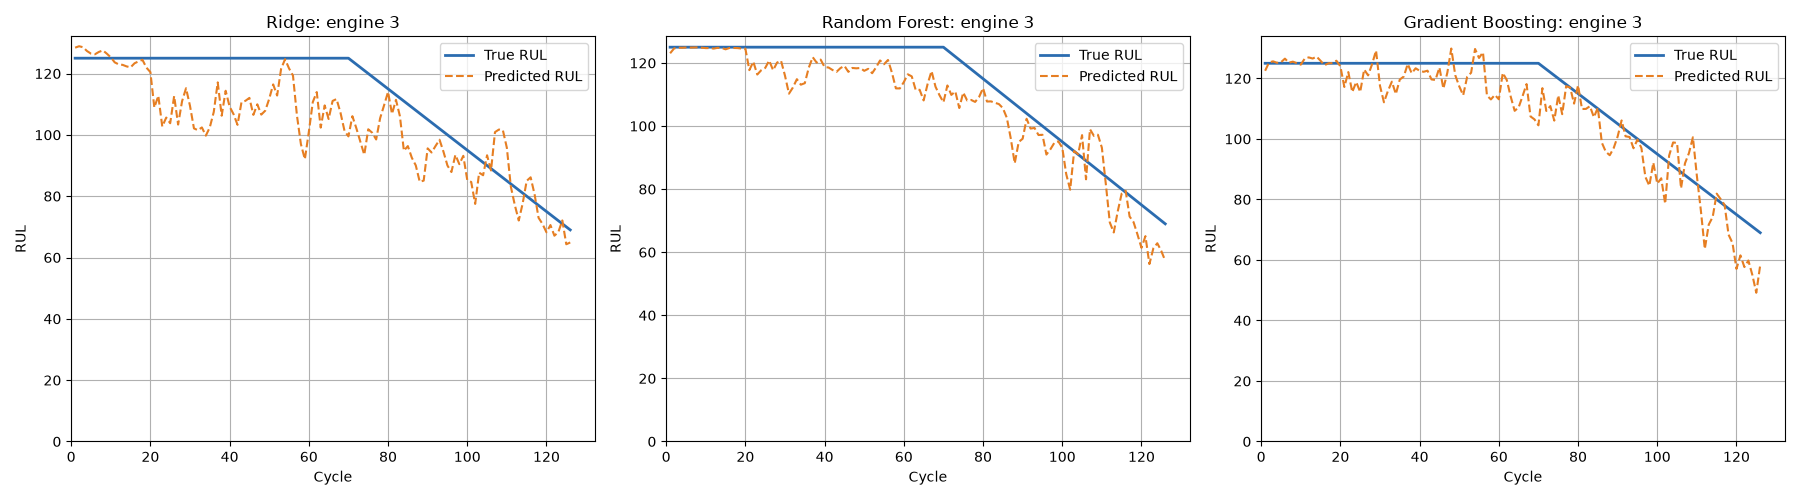 Ridge: engine 3
True RUL
Predicted RUL
120
100
80
60
40
20
0
RUL
0 20 40 60 80 100 120
Cycle
Random Forest: engine 3
True RUL
Predicted RUL
120
100
80
60
40
20
0
RUL
0 20 40 60 80 100 120
Cycle
Gradient Boosting: engine 3
True RUL
Predicted RUL
120
100
80
60
40
20
0
RUL
0 20 40 60 80 100 120
Cycle